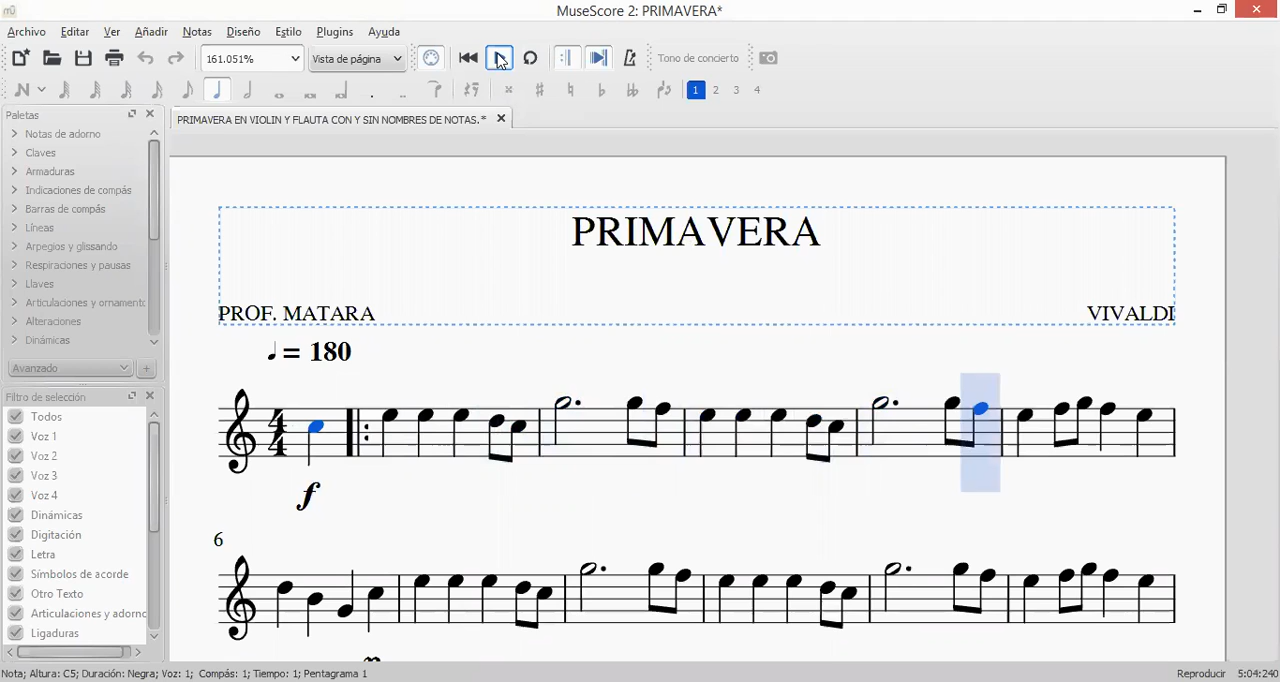 MuseScore 2: PRIMAVERA*
Archivo Editar Ver Añadir Notas Diseño Estilo Plugins Ayuda
161.051% Vista de página Tono de concierto
1 2 3 4
Paletas
PRIMAVERA EN VIOLIN Y FLAUTA CON Y SIN NOMBRES DE NOTAS.*
Notas de adorno
Claves
Armaduras
Indicaciones de compás
Barras de compás
Líneas
Arpegios y glissando
Respiraciones y pausas
Llaves
Articulaciones y ornamento
Alteraciones
Dinámicas
Avanzado
Filtro de selección
Todos
Voz 1
Voz 2
Voz 3
Voz 4
Dinámicas
Digitación
Letra
Símbolos de acorde
Otro Texto
Articulaciones y adorno
Ligaduras
PRIMAVERA
PROF. MATARA
VIVALDI
= 180
4
4
f
6
Nota; Altura: C5; Duración: Negra; Voz: 1; Compás: 1; Tiempo: 1; Pentagrama 1
Reproducir 5:04:240